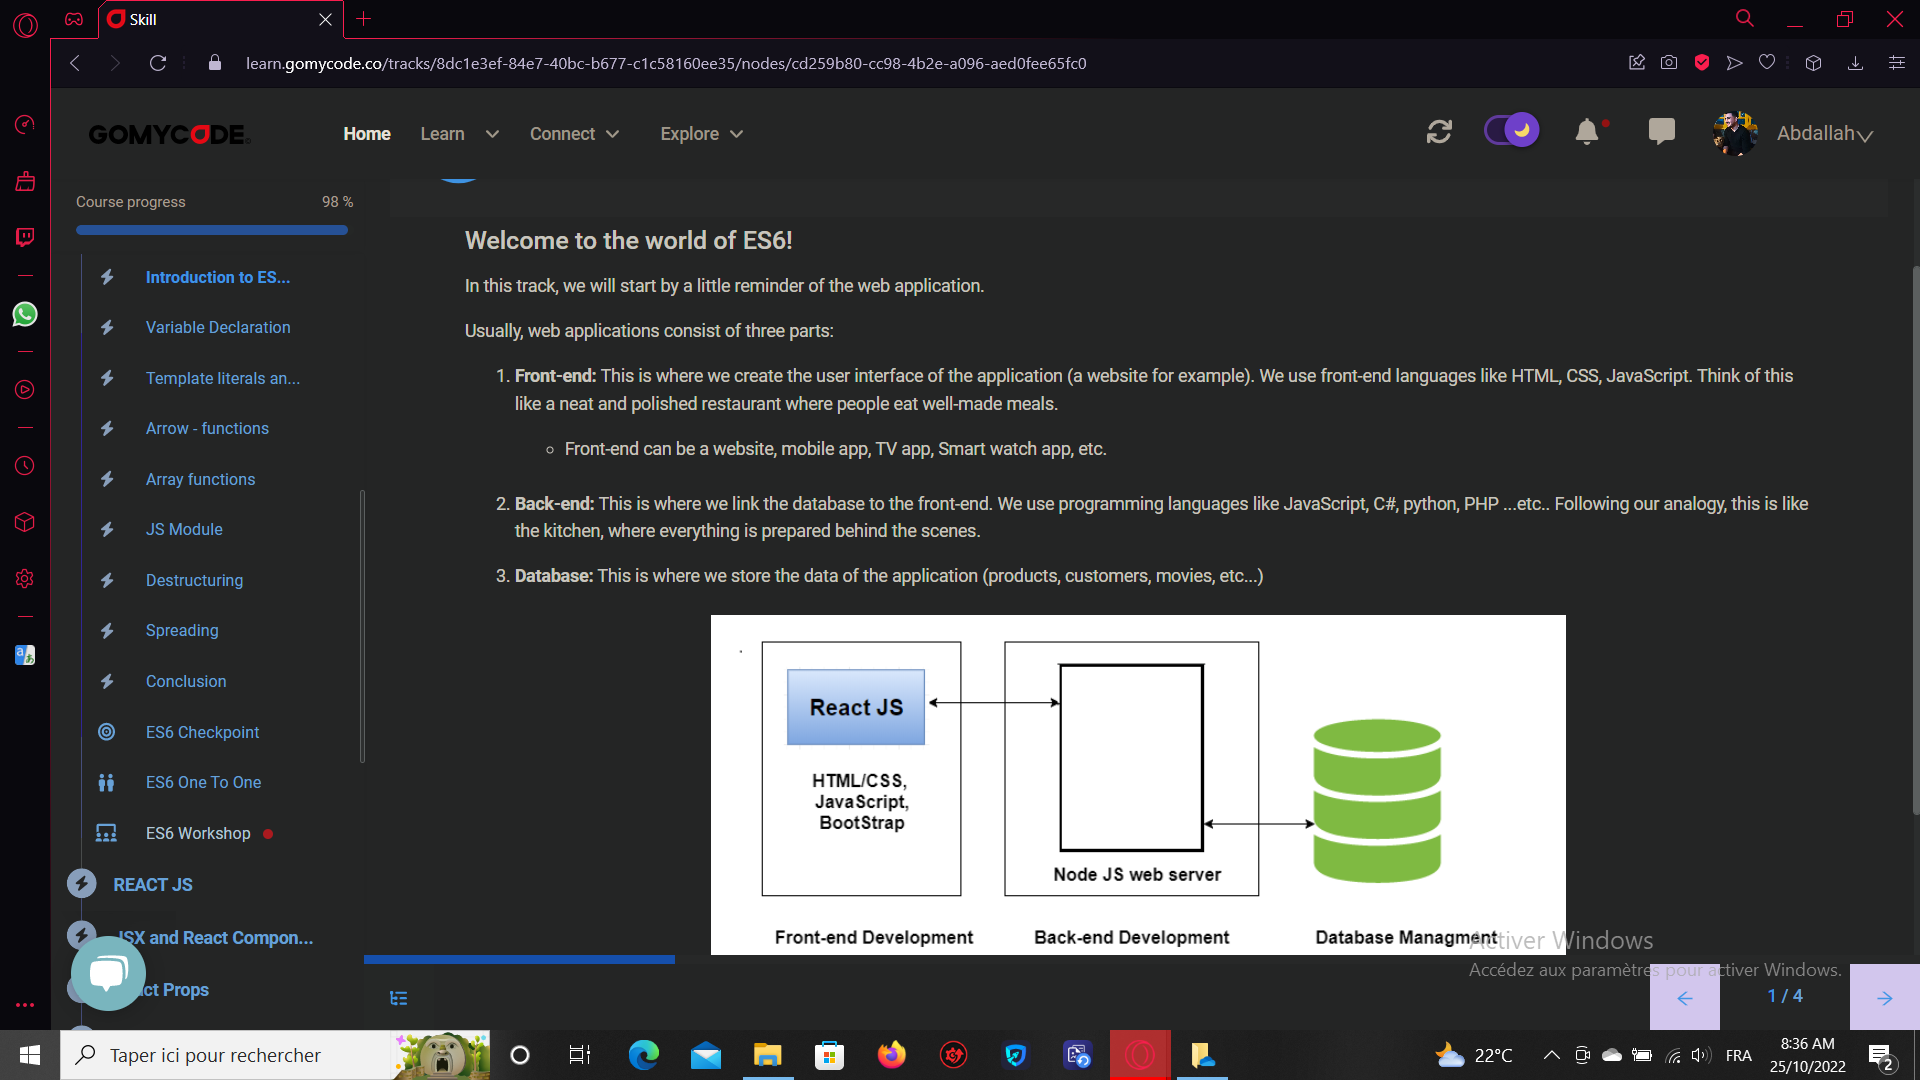 Skill
learn.gomycode.co/tracks/8dc1e3ef-84e7-40bc-b677-c1c58160ee35/nodes/cd259b80-cc98-4b2e-a096-aed0fee65fc0
GOMYCODE
Home
Learn
Connect
Explore
Abdallah
Course progress
98 %
Introduction to ES...
Variable Declaration
Template literals an...
Arrow - functions
Array functions
JS Module
Destructuring
Spreading
Conclusion
ES6 Checkpoint
ES6 One To One
ES6 Workshop
REACT JS
JSX and React Compon...
ct Props
Welcome to the world of ES6!
In this track, we will start by a little reminder of the web application.
Usually, web applications consist of three parts:
1. Front-end: This is where we create the user interface of the application (a website for example). We use front-end languages like HTML, CSS, JavaScript. Think of this
like a neat and polished restaurant where people eat well-made meals.
Front-end can be a website, mobile app, TV app, Smart watch app, etc.
2. Back-end: This is where we link the database to the front-end. We use programming languages like JavaScript, C#, python, PHP ...etc.. Following our analogy, this is like
the kitchen, where everything is prepared behind the scenes.
3. Database: This is where we store the data of the application (products, customers, movies, etc...)
React JS
HTML/CSS,
JavaScript,
BootStrap
Node JS web server
Front-end Development
Back-end Development
Database Managment
Activer Windows
Accédez aux paramètres pour activer Windows.
1 / 4
Taper ici pour rechercher
22°C
FRA
8:36 AM
25/10/2022
2